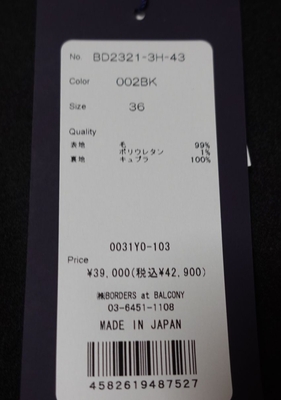 No. BD2321-3H-43
Color 002BK
Size 36
Quality
表地 毛 99%
ポリウレタン 1%
裏地 キュプラ 100%
0031YO-103
Price
¥39,000(税込¥42,900)
㈱BORDERS at BALCONY
03-6451-1108
MADE IN JAPAN
4582619487527